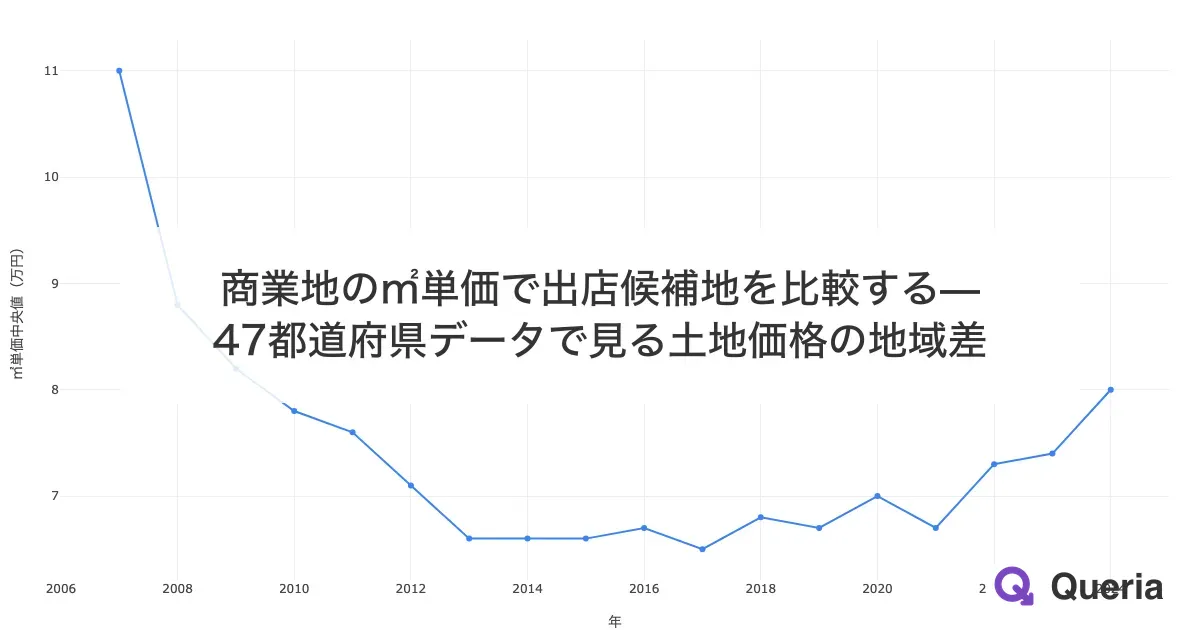 11
10
9
8
7
㎡単価中央値（万円）
商業地の㎡単価で出店候補地を比較する—
47都道府県データで見る土地価格の地域差
2006 2008 2010 2012 2014 2016 2018 2020
年
Queria